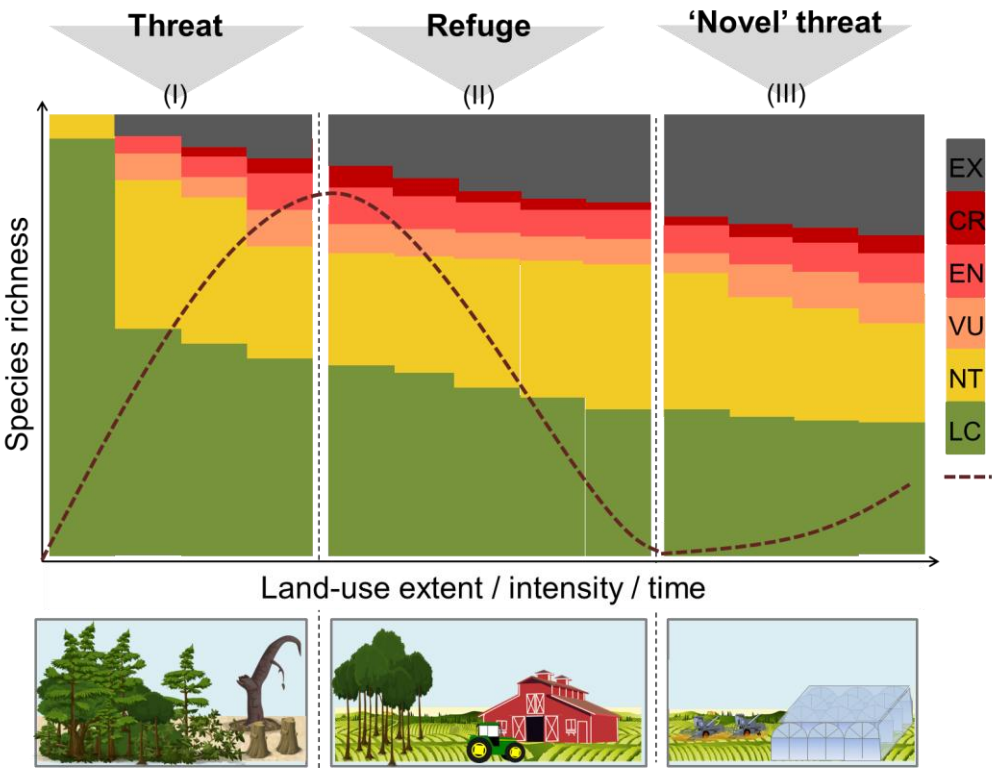 Threat
Refuge
‘Novel’ threat
(I)
(II)
(III)
Species richness
EX
CR
EN
VU
NT
LC
Land-use extent / intensity / time